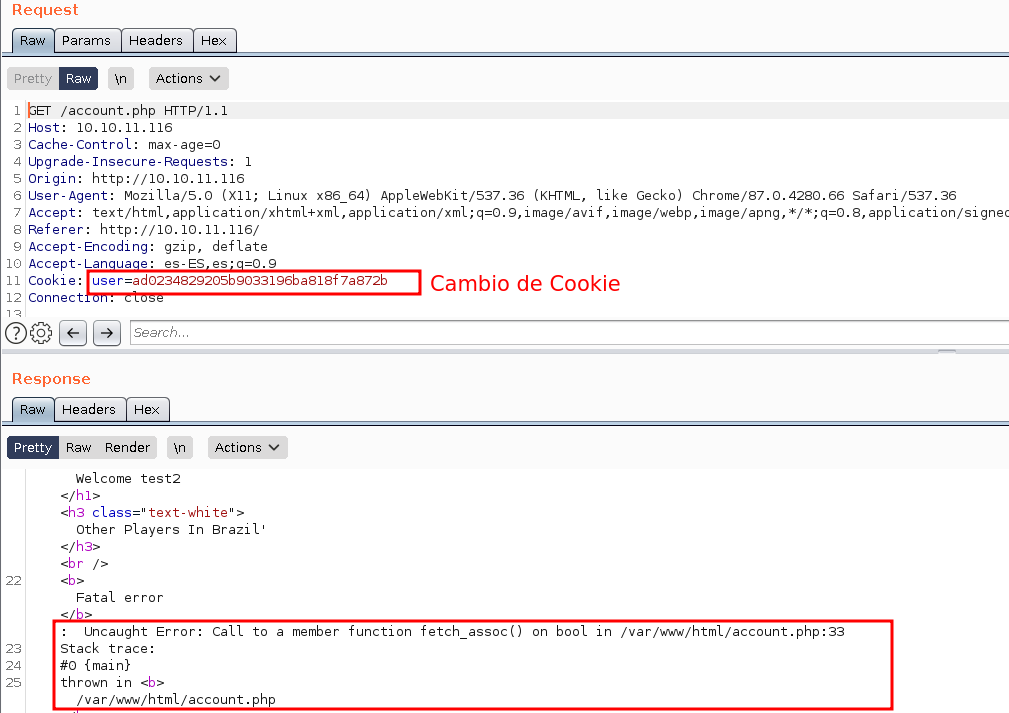 Request
Raw Params Headers Hex
Pretty Raw \n Actions
1 GET /account.php HTTP/1.1
2 Host: 10.10.11.116
3 Cache-Control: max-age=0
4 Upgrade-Insecure-Requests: 1
5 Origin: http://10.10.11.116
6 User-Agent: Mozilla/5.0 (X11; Linux x86_64) AppleWebKit/537.36 (KHTML, like Gecko) Chrome/87.0.4280.66 Safari/537.36
7 Accept: text/html,application/xhtml+xml,application/xml;q=0.9,image/avif,image/webp,image/apng,*/*;q=0.8,application/signed
8 Referer: http://10.10.11.116/
9 Accept-Encoding: gzip, deflate
10 Accept-Language: es-ES,es;q=0.9
11 Cookie: user=ad0234829205b9033196ba818f7a872b Cambio de Cookie
12 Connection: close
13
? Search...
Response
Raw Headers Hex
Pretty Raw Render \n Actions
Welcome test2
</h1>
<h3 class="text-white">
Other Players In Brazil'
</h3>
<br />
22 <b>
Fatal error
</b>
: Uncaught Error: Call to a member function fetch_assoc() on bool in /var/www/html/account.php:33
23 Stack trace:
24 #0 {main}
25 thrown in <b>
/var/www/html/account.php